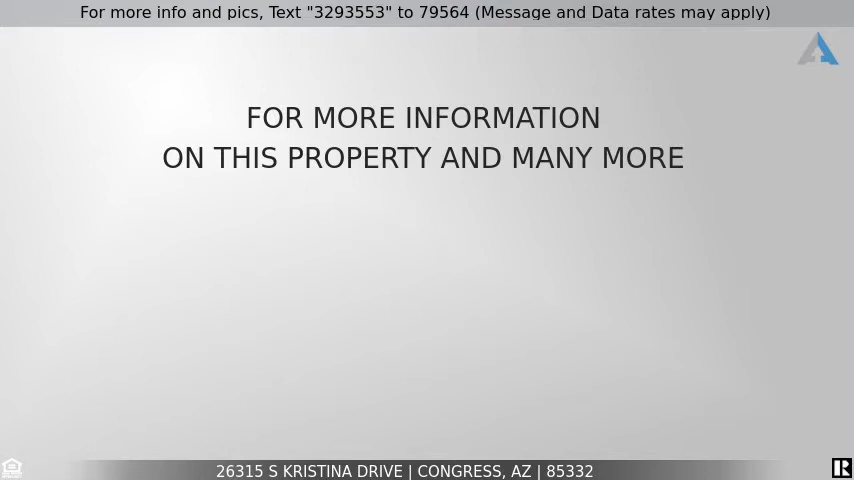 For more info and pics, Text "3293553" to 79564 (Message and Data rates may apply)
FOR MORE INFORMATION
ON THIS PROPERTY AND MANY MORE
26315 S KRISTINA DRIVE | CONGRESS, AZ | 85332